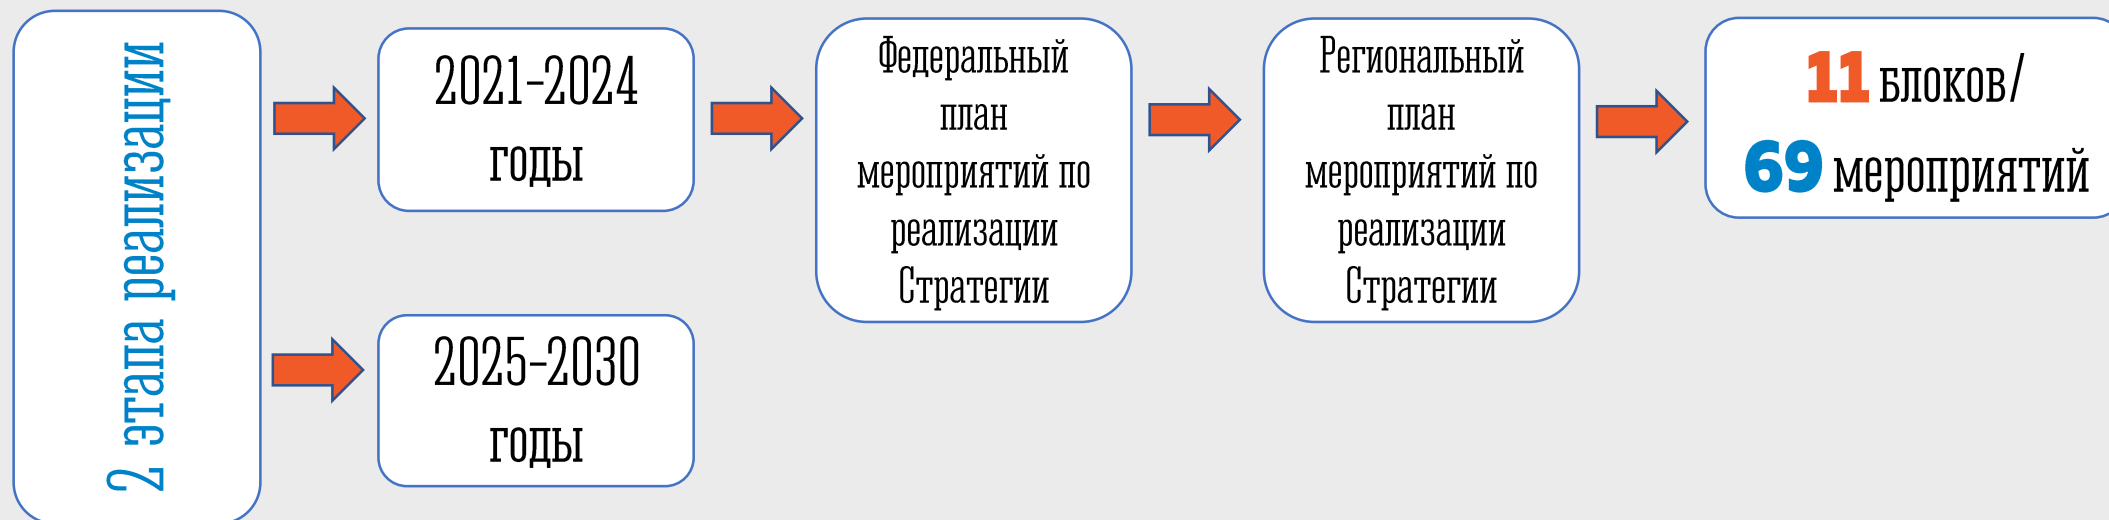 2 этапа реализации
2021-2024
годы
Федеральный
план
мероприятий по
реализации
Стратегии
Региональный
план
мероприятий по
реализации
Стратегии
11 блоков/
69 мероприятий
2025-2030
годы